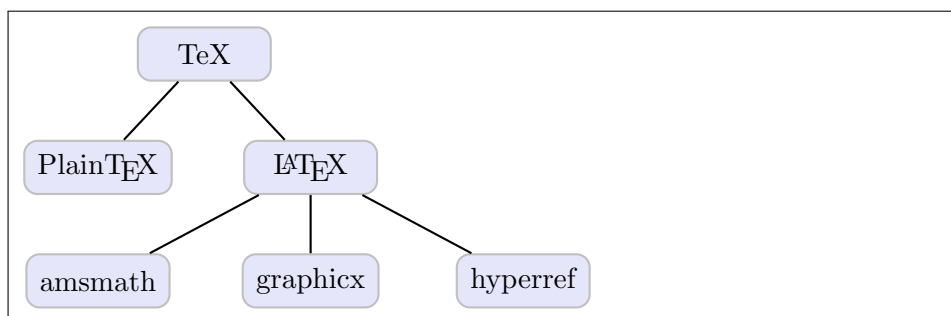 TeX
PlainTEX
LATEX
amsmath
graphicx
hyperref